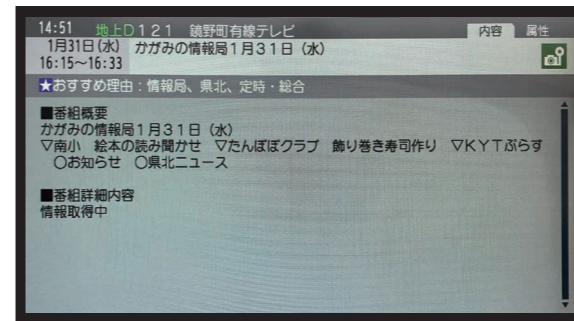 14:51 地上D121 鏡野町有線テレビ 内容 属性
1月31日(水) かがみの情報局1月31日(水)
16:15~16:33
★おすすめ理由:情報局、県北、定時・総合
■番組概要
かがみの情報局1月31日(水)
▽南小 絵本の読み聞かせ ▽たんぽぽクラブ 飾り巻き寿司作り ▽KYTぷらす
○お知らせ ○県北ニュース
■番組詳細内容
情報取得中